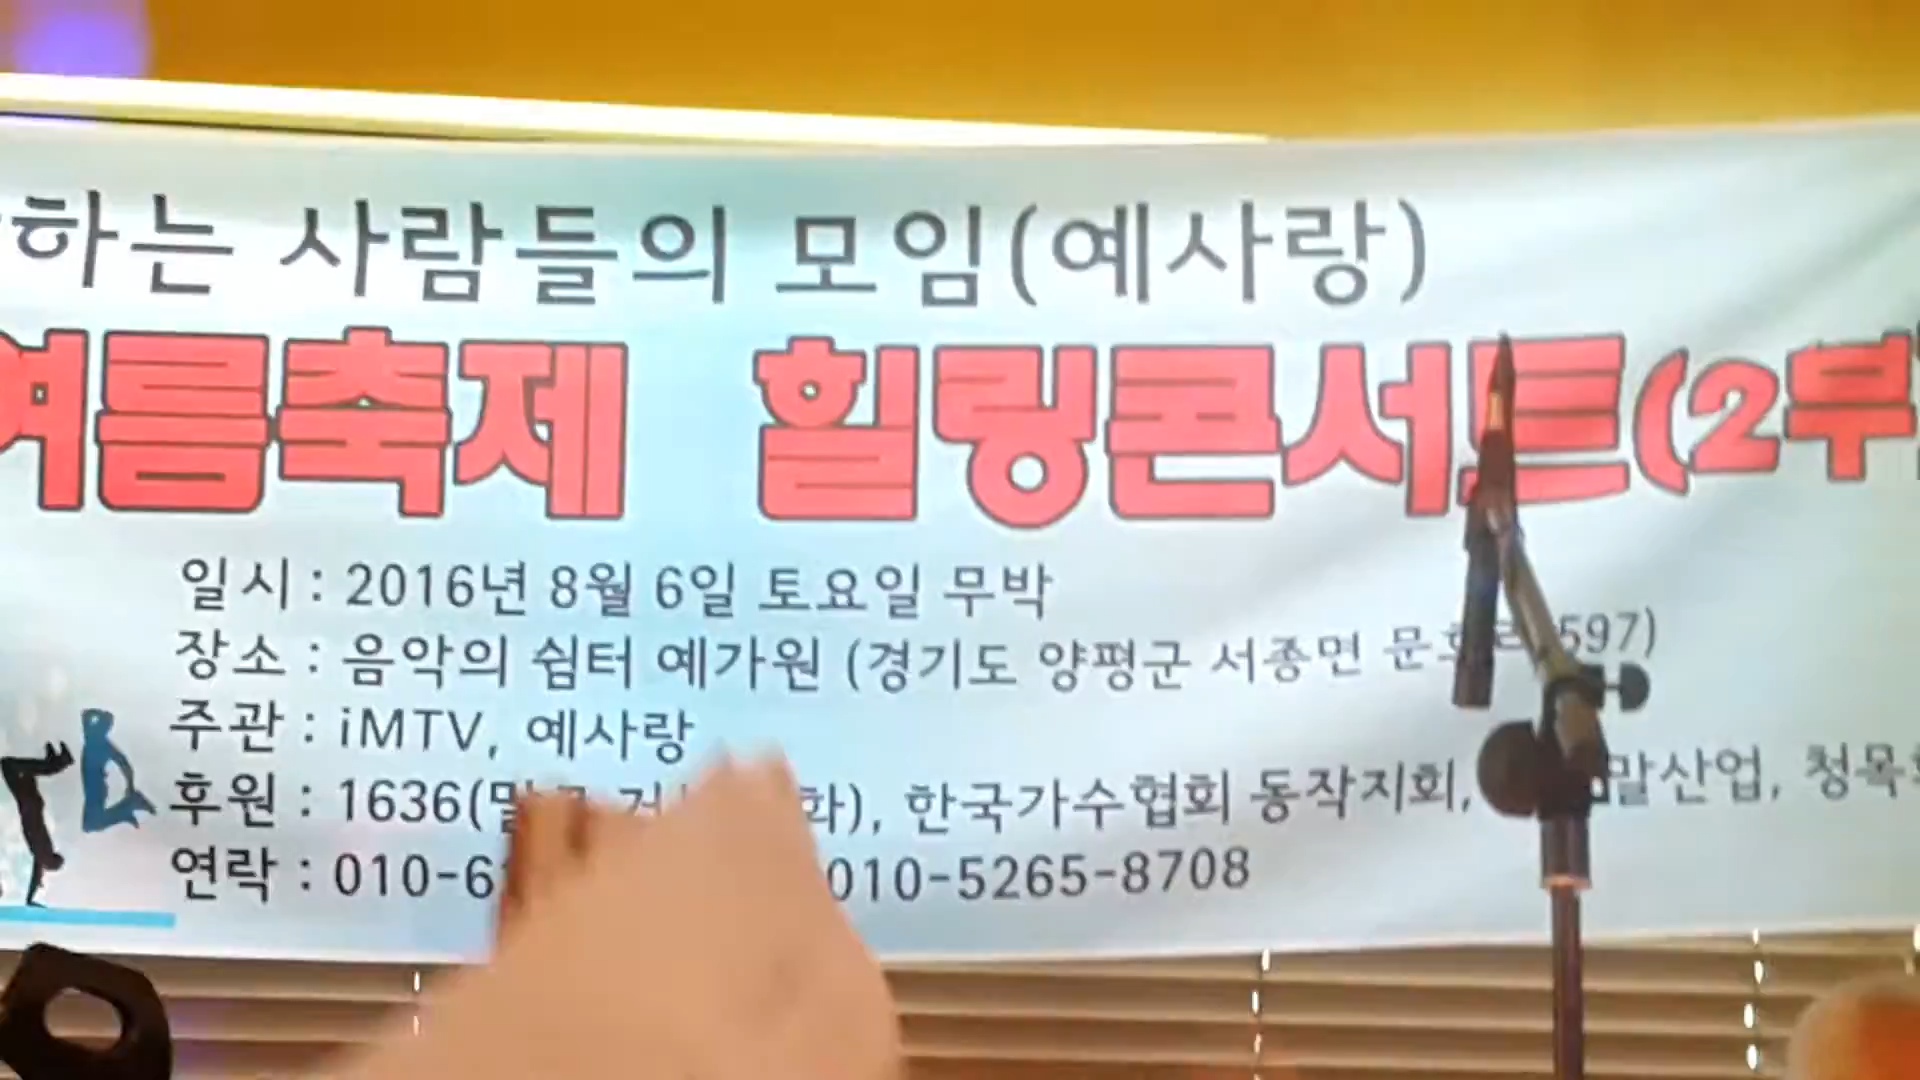 하는 사람들의 모임(예사랑)
여름축제 힐링콘서트(2부
일시 : 2016년 8월 6일 토요일 무박
장소 : 음악의 쉼터 예가원 (경기도 양평군 서종면 597)
주관 : iMTV, 예사랑
후원 : 한국가수협회 동작지회, 말산업,
연락 : 010-5265-8708